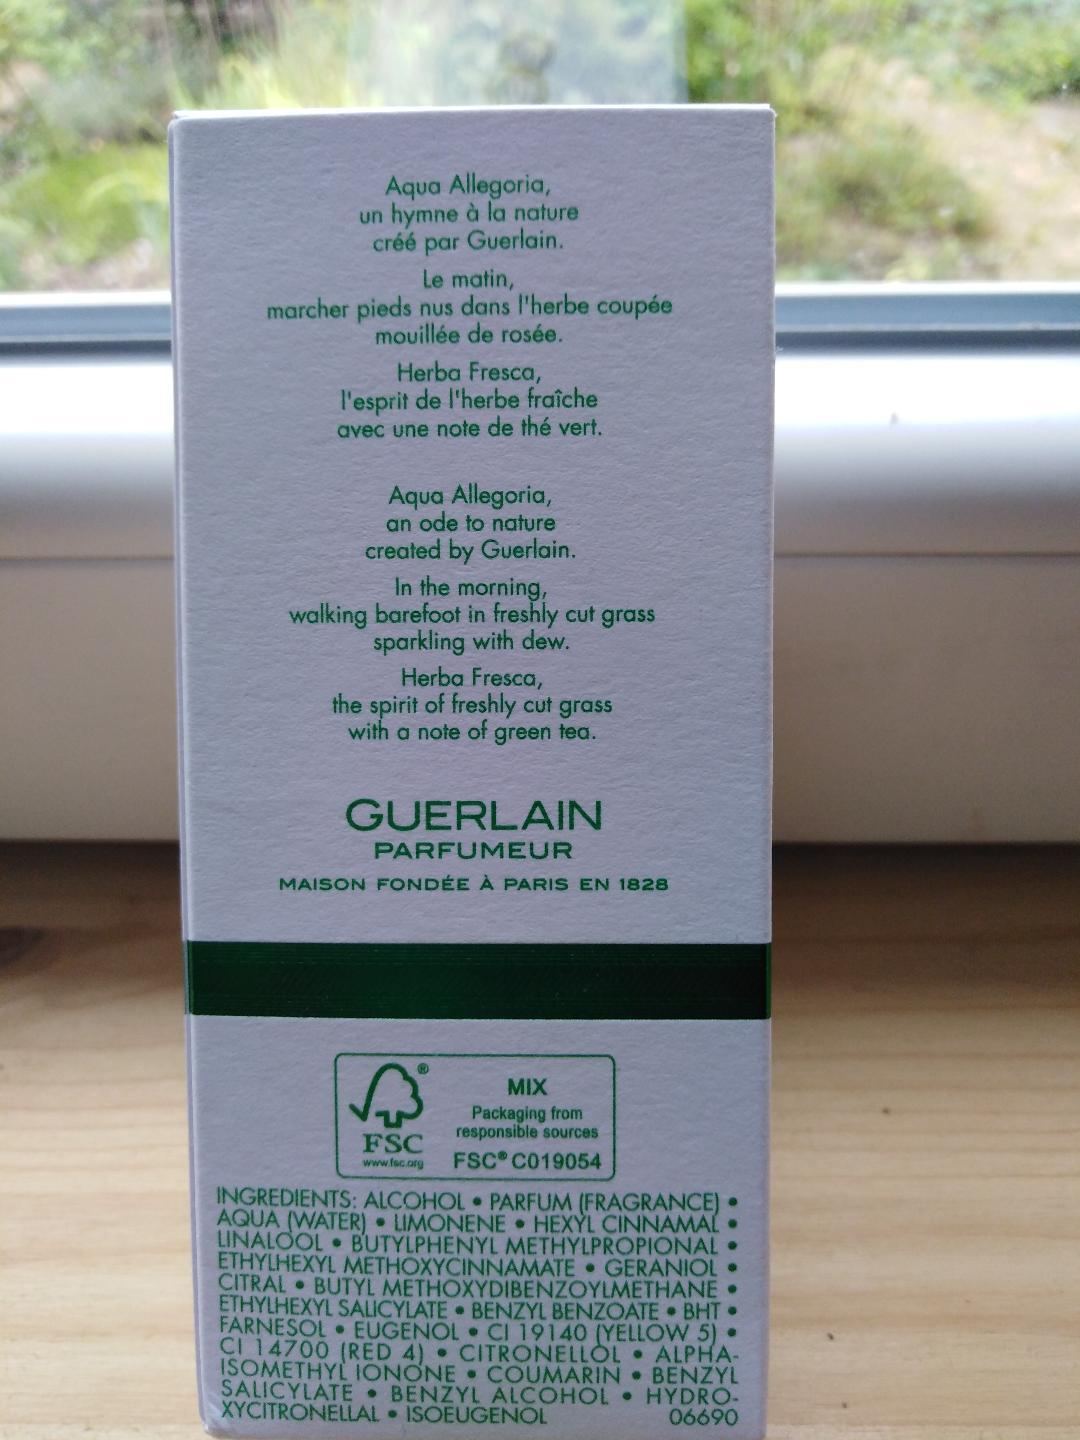 Aqua Allegoria,
un hymne à la nature
créé par Guerlain.
Le matin,
marcher pieds nus dans l'herbe coupée
mouillée de rosée.
Herba Fresca,
l'esprit de l'herbe fraîche
avec une note de thé vert.
Aqua Allegoria,
an ode to nature
created by Guerlain.
In the morning,
walking barefoot in freshly cut grass
sparkling with dew.
Herba Fresca,
the spirit of freshly cut grass
with a note of green tea.
GUERLAIN
PARFUMEUR
MAISON FONDÉE À PARIS EN 1828
®
FSC
www.fsc.org
MIX
Packaging from
responsible sources
FSC® C019054
INGREDIENTS: ALCOHOL • PARFUM (FRAGRANCE) •
AQUA (WATER) • LIMONENE • HEXYL CINNAMAL •
LINALOOL • BUTYLPHENYL METHYLPROPIONAL •
ETHYLHEXYL METHOXYCINNAMATE • GERANIOL •
CITRAL • BUTYL METHOXYDIBENZOYLMETHANE •
ETHYLHEXYL SALICYLATE • BENZYL BENZOATE • BHT •
FARNESOL • EUGENOL • CI 19140 (YELLOW 5) •
CI 14700 (RED 4) • CITRONELLOL • ALPHA-
ISOMETHYL IONONE • COUMARIN • BENZYL
SALICYLATE • BENZYL ALCOHOL • HYDRO-
XYCITRONELLAL • ISOEUGENOL 06690